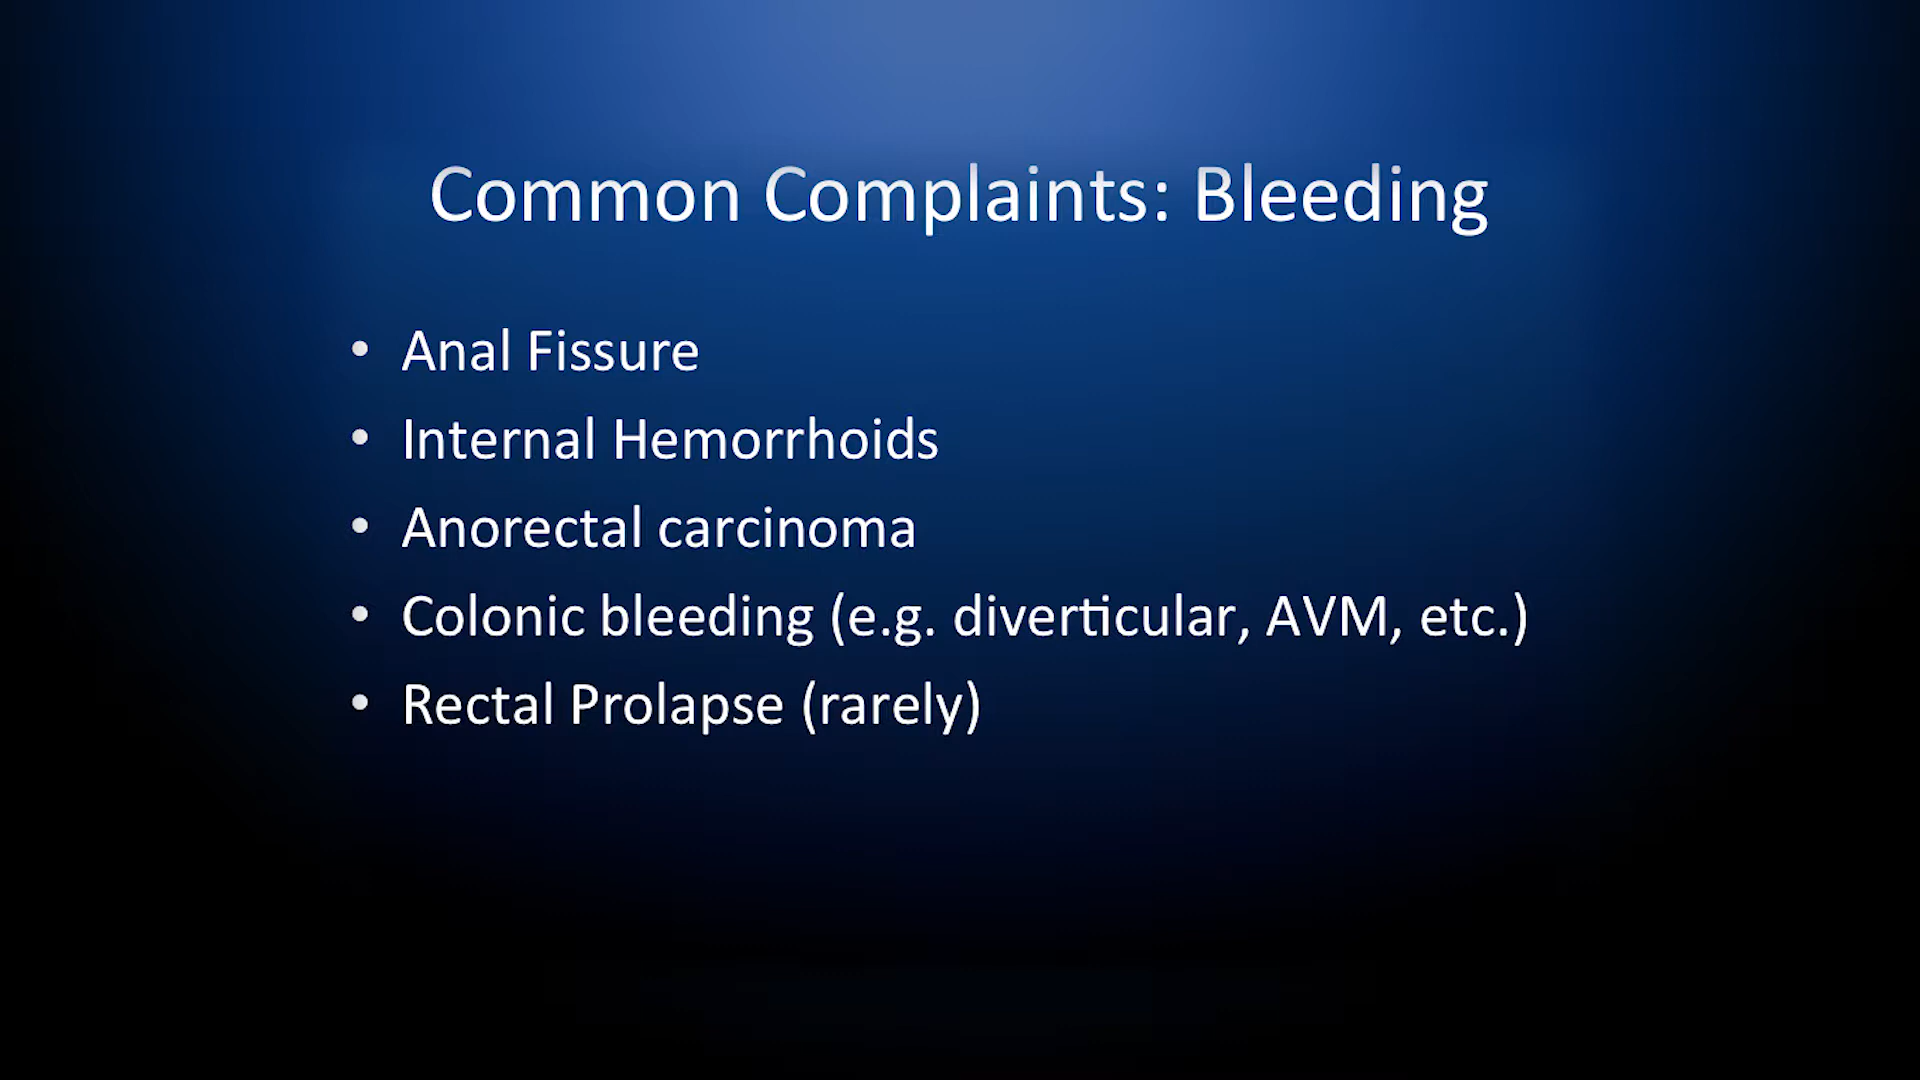 Common Complaints: Bleeding
• Anal Fissure
• Internal Hemorrhoids
• Anorectal carcinoma
• Colonic bleeding (e.g. diverticular, AVM, etc.)
• Rectal Prolapse (rarely)